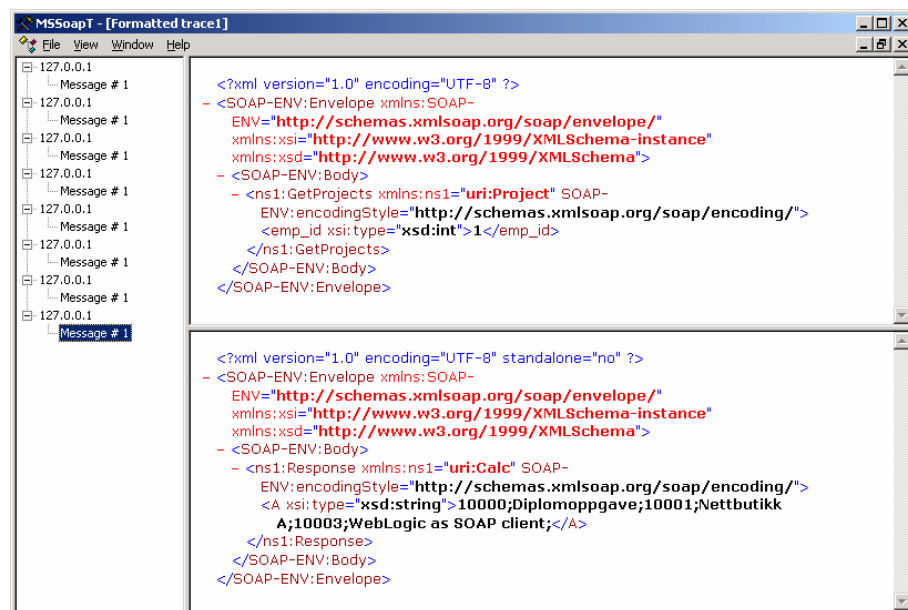 MSSoapT - [Formatted trace1]
File View Window Help
127.0.0.1
Message # 1
127.0.0.1
Message # 1
127.0.0.1
Message # 1
127.0.0.1
Message # 1
127.0.0.1
Message # 1
127.0.0.1
Message # 1
127.0.0.1
Message # 1
127.0.0.1
Message # 1
<?xml version="1.0" encoding="UTF-8" ?>
- <SOAP-ENV:Envelope xmlns:SOAP-
ENV="http://schemas.xmlsoap.org/soap/envelope/"
xmlns:xsi="http://www.w3.org/1999/XMLSchema-instance"
xmlns:xsd="http://www.w3.org/1999/XMLSchema">
- <SOAP-ENV:Body>
- <ns1:GetProjects xmlns:ns1="uri:Project" SOAP-
ENV:encodingStyle="http://schemas.xmlsoap.org/soap/encoding/">
<emp_id xsi:type="xsd:int">1</emp_id>
</ns1:GetProjects>
</SOAP-ENV:Body>
</SOAP-ENV:Envelope>
<?xml version="1.0" encoding="UTF-8" standalone="no" ?>
- <SOAP-ENV:Envelope xmlns:SOAP-
ENV="http://schemas.xmlsoap.org/soap/envelope/"
xmlns:xsi="http://www.w3.org/1999/XMLSchema-instance"
xmlns:xsd="http://www.w3.org/1999/XMLSchema">
- <SOAP-ENV:Body>
- <ns1:Response xmlns:ns1="uri:Calc" SOAP-
ENV:encodingStyle="http://schemas.xmlsoap.org/soap/encoding/">
<A xsi:type="xsd:string">10000;Diplomoppgave;10001;Nettbutikk
A;10003;WebLogic as SOAP client;</A>
</ns1:Response>
</SOAP-ENV:Body>
</SOAP-ENV:Envelope>